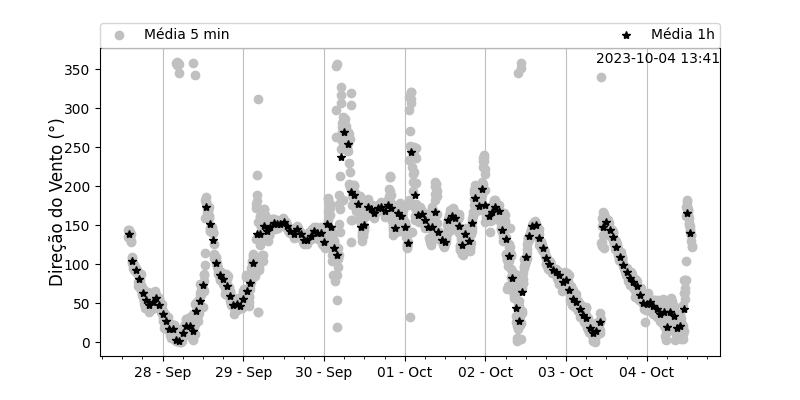 Média 5 min
Média 1h
2023-10-04 13:41
Direção do Vento (°)
350
300
250
200
150
100
50
0
28 - Sep
29 - Sep
30 - Sep
01 - Oct
02 - Oct
03 - Oct
04 - Oct